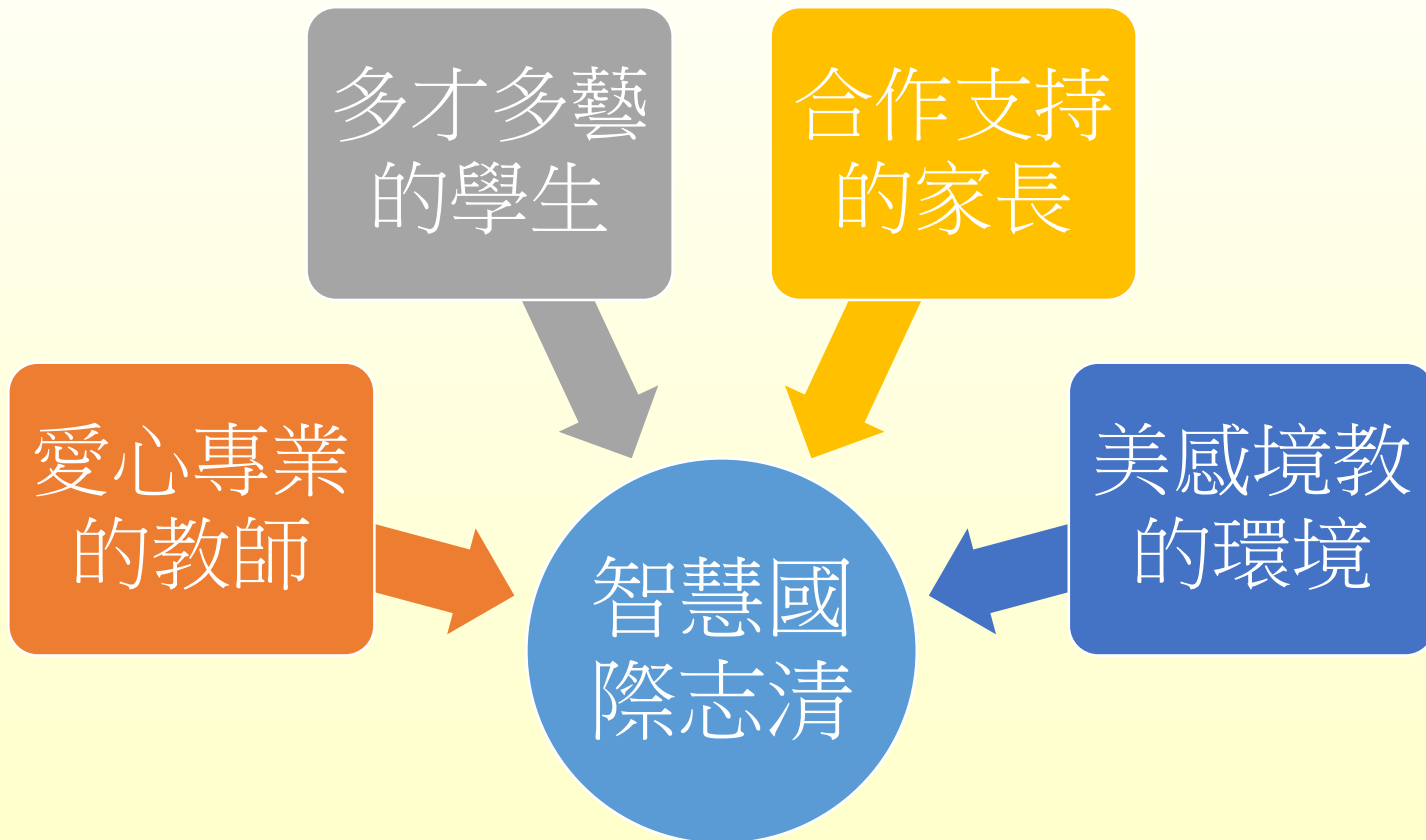 多才多藝
的學生
合作支持
的家長
愛心專業
的教師
美感境教
的環境
智慧國
際志清